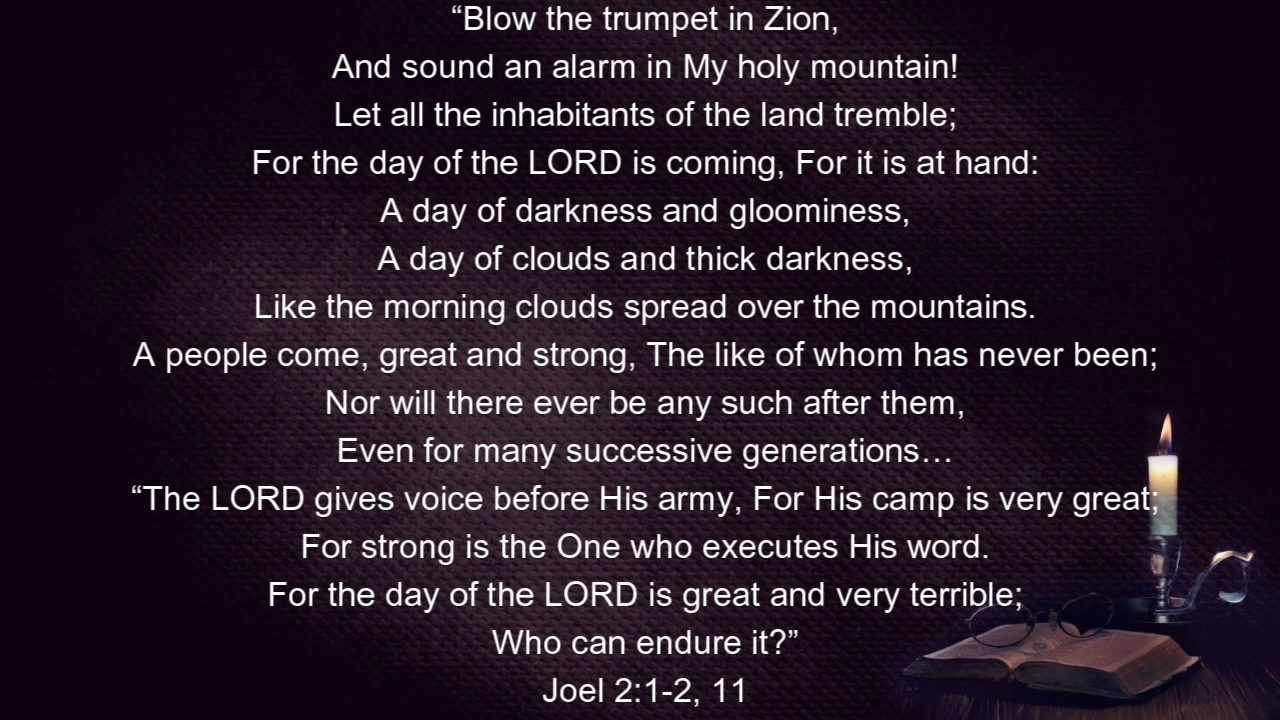 “Blow the trumpet in Zion,
And sound an alarm in My holy mountain!
Let all the inhabitants of the land tremble;
For the day of the LORD is coming, For it is at hand:
A day of darkness and gloominess,
A day of clouds and thick darkness,
Like the morning clouds spread over the mountains.
A people come, great and strong, The like of whom has never been;
Nor will there ever be any such after them,
Even for many successive generations…
“The LORD gives voice before His army, For His camp is very great;
For strong is the One who executes His word.
For the day of the LORD is great and very terrible;
Who can endure it?”
Joel 2:1-2, 11